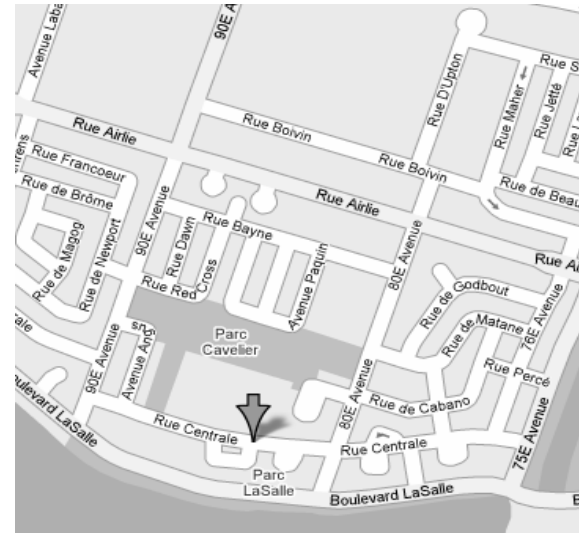 Avenue Laba
90E A
Rue D'Upton
Rue S
Rue Maher
Rue Jetté
Rue Airlie
Rue Boivin
Rue Boivin
Rue Francoeur
Rue de Brôme
Rue de Beau
Rue Airlie
Rue Bayne
Rue Dawn
Cross
Rue Red
90E Avenue
Rue de Newport
Rue de Magog
Avenue Paquin
80E Avenue
Rue Ai
Rue de Godbout
Rue de Matane
76E Avenue
Rue Percé
Parc
Cavelier
Avenue Ang
us
90E Avenue
Rue de Cabano
80E Avenue
Rue Centrale
Rue Centrale
75E Avenue
Boulevard LaSalle
Parc
LaSalle
Boulevard LaSalle
B